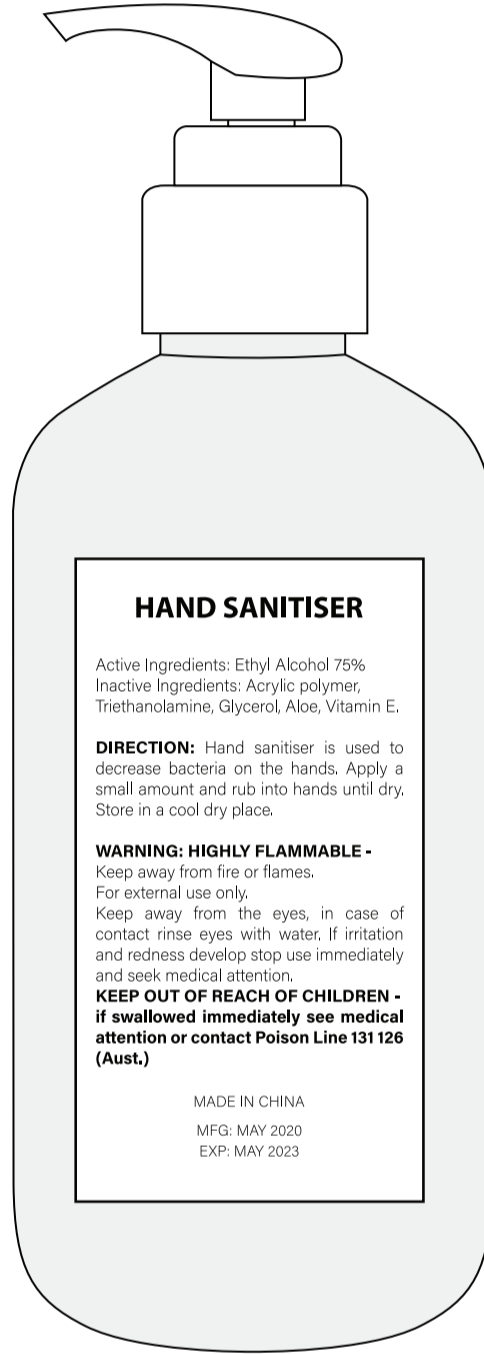 HAND SANITISER
Active Ingredients: Ethyl Alcohol 75%
Inactive Ingredients: Acrylic polymer,
Triethanolamine, Glycerol, Aloe, Vitamin E.
DIRECTION: Hand sanitiser is used to
decrease bacteria on the hands. Apply a
small amount and rub into hands until dry.
Store in a cool dry place.
WARNING: HIGHLY FLAMMABLE -
Keep away from fire or flames.
For external use only.
Keep away from the eyes, in case of
contact rinse eyes with water. If irritation
and redness develop stop use immediately
and seek medical attention.
KEEP OUT OF REACH OF CHILDREN -
if swallowed immediately see medical
attention or contact Poison Line 131 126
(Aust.)
MADE IN CHINA
MFG: MAY 2020
EXP: MAY 2023